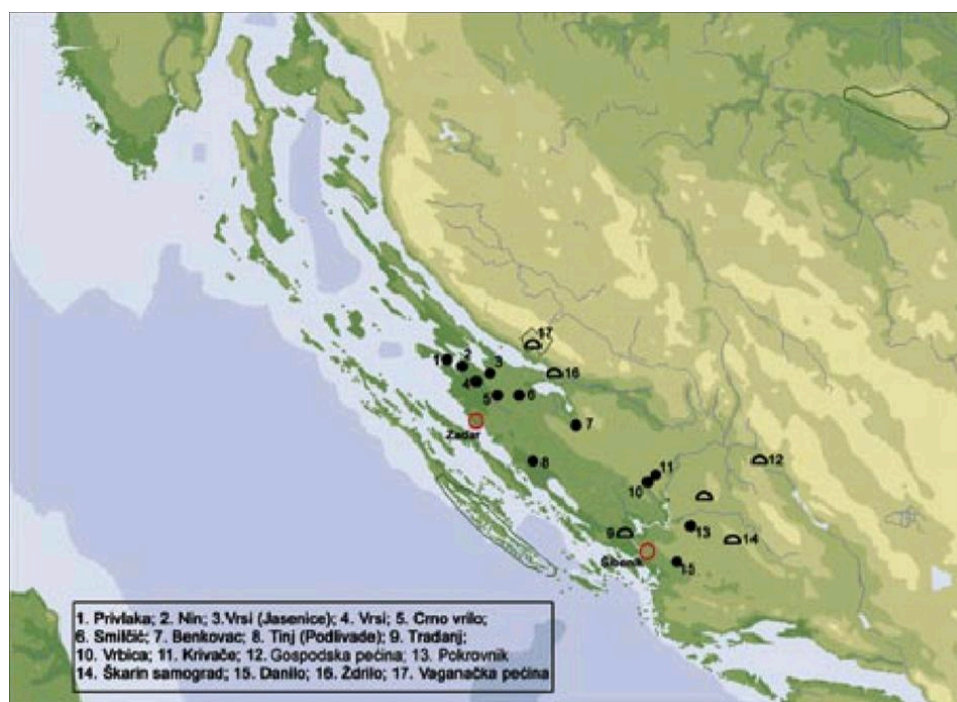 17
1
2
3
16
4
5
6
Zadar
7
8
12
11
10
9
13
14
Šibenik
15
1. Privlaka; 2. Nin; 3.Vrsi (Jasenice); 4. Vrsi; 5. Crno vrilo;
6. Smilčić; 7. Benkovac; 8. Tinj (Podlivade); 9. Tradanj;
10. Vrbica; 11. Krivače; 12. Gospodska pećina; 13. Pokrovnik
14. Škarin samograd; 15. Danilo; 16. Ždrilo; 17. Vaganačka pećina